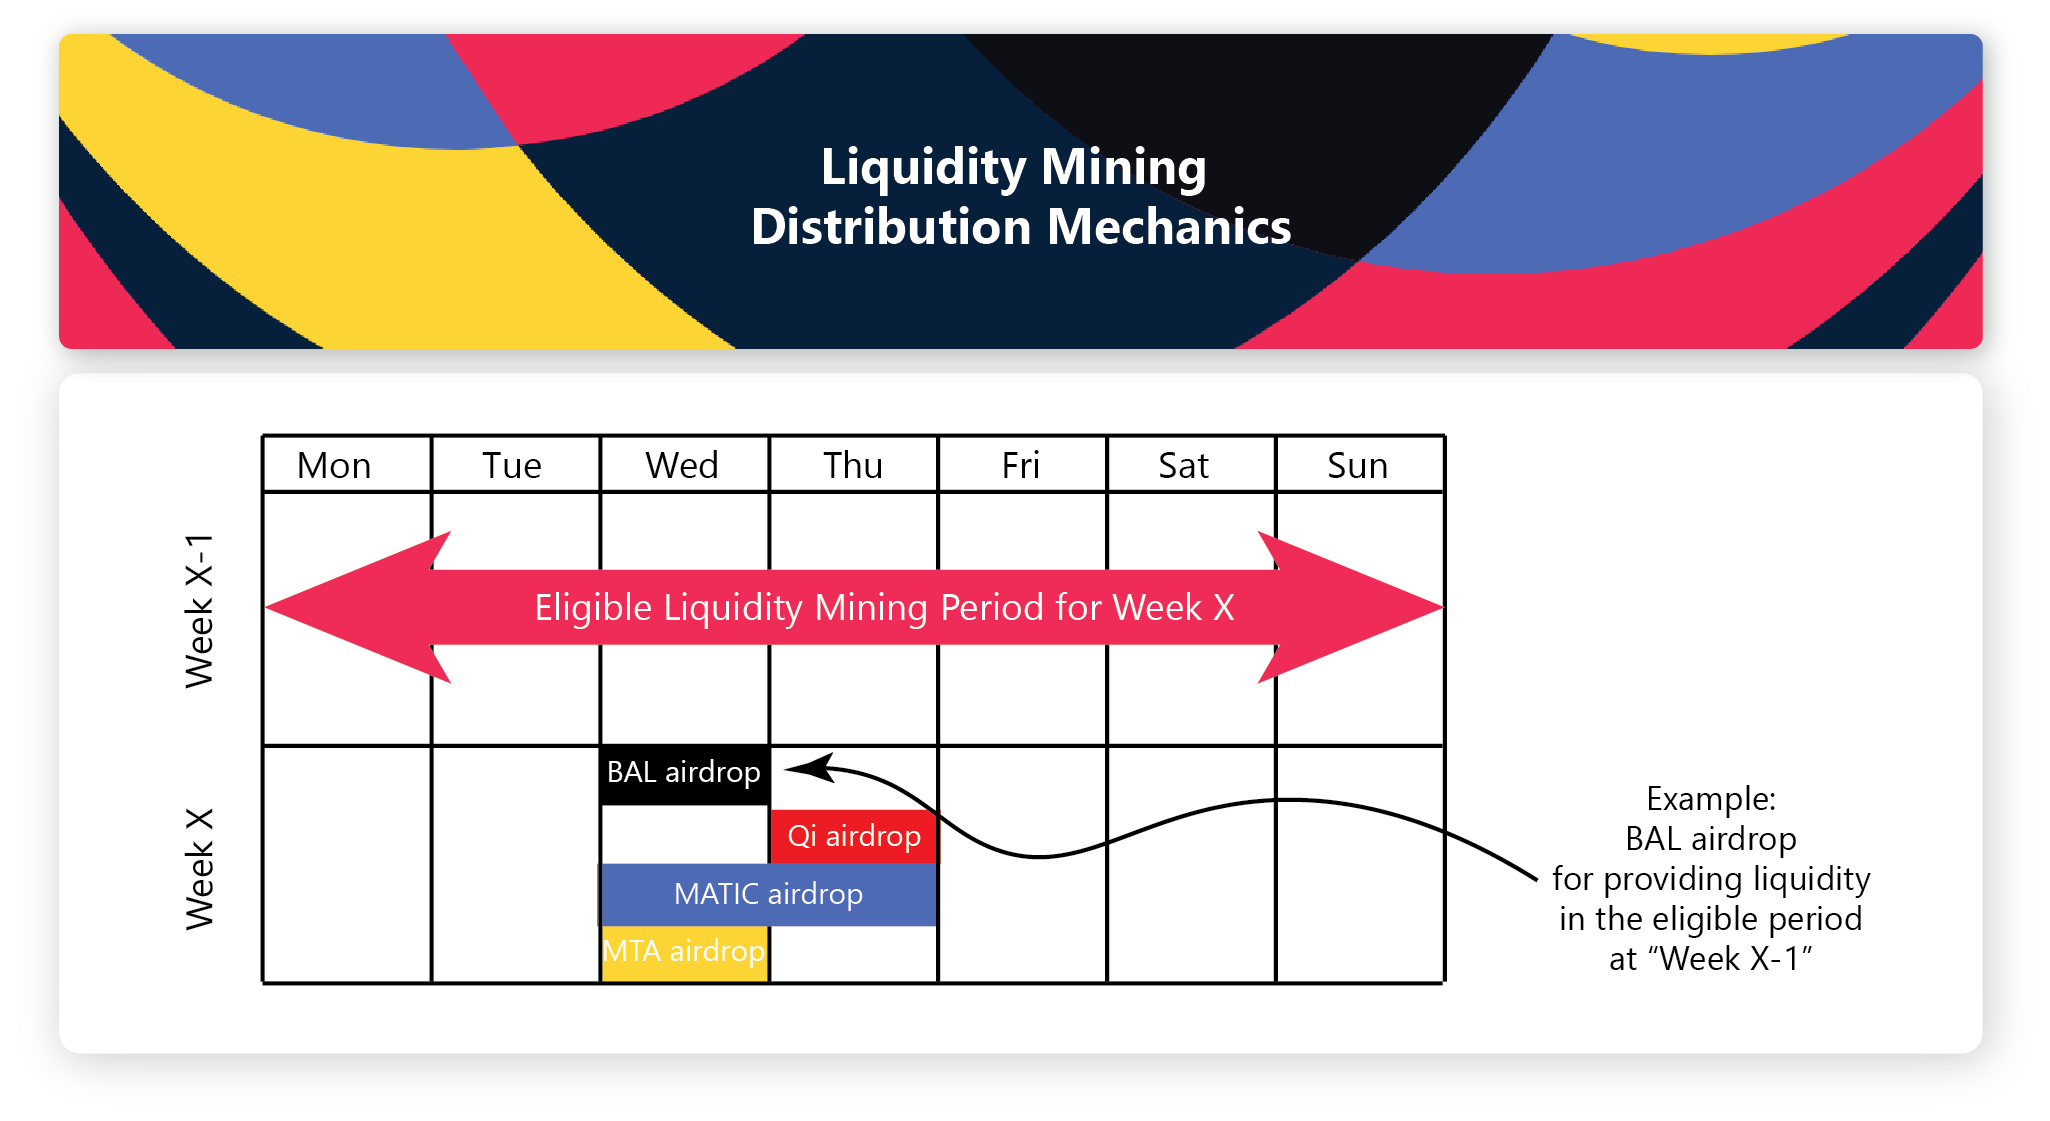 Liquidity Mining
Distribution Mechanics
Mon Tue Wed Thu Fri Sat Sun
Week X-1
Eligible Liquidity Mining Period for Week X
Week X
BAL airdrop
Qi airdrop
MATIC airdrop
MTA airdrop
Example:
BAL airdrop
for providing liquidity
in the eligible period
at “Week X-1”